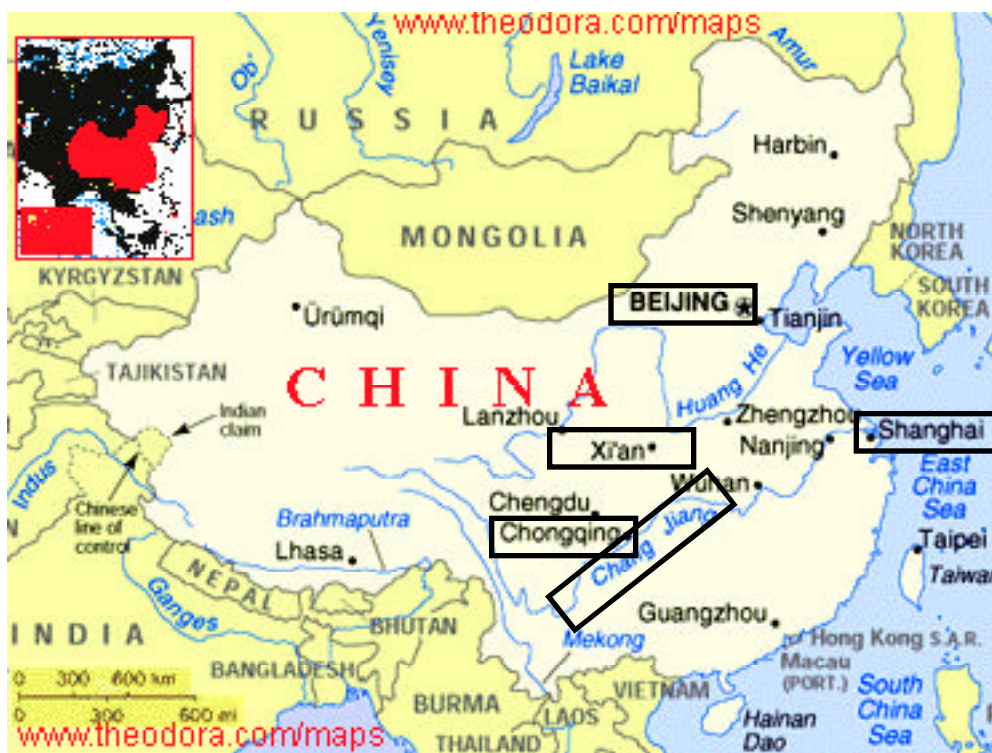 www.theodora.com/maps
Ob'
Yenisey
Lake
Baikal
Amur
RUSSIA
Harbin
ash
Shenyang
MONGOLIA
NORTH
KOREA
KYRGYZSTAN
SOUTH
KOREA
BEIJING
Ürümqi
Tianjin
Yellow
Sea
TAJIKISTAN
CHINA
Huang He
Indian
claim
Lanzhou
Zhengzhou
Shanghai
Xi'an
Nanjing
East
China
Sea
Indus
Wuhan
Chengdu
Chinese
line of
control
Brahmaputra
Chongqing
Chang Jiang
Taipei
Lhasa
Taiwan
NEPAL
Ganges
Guangzhou
INDIA
BHUTAN
Mekong
Hong Kong S.A.R.
Macau
(PORT.)
BANGLADESH
0 300 600 km
0 300 600 mi
BURMA
VIETNAM
LAOS
South
China
Sea
Hainan
Dao
www.theodora.com/maps
THAILAND